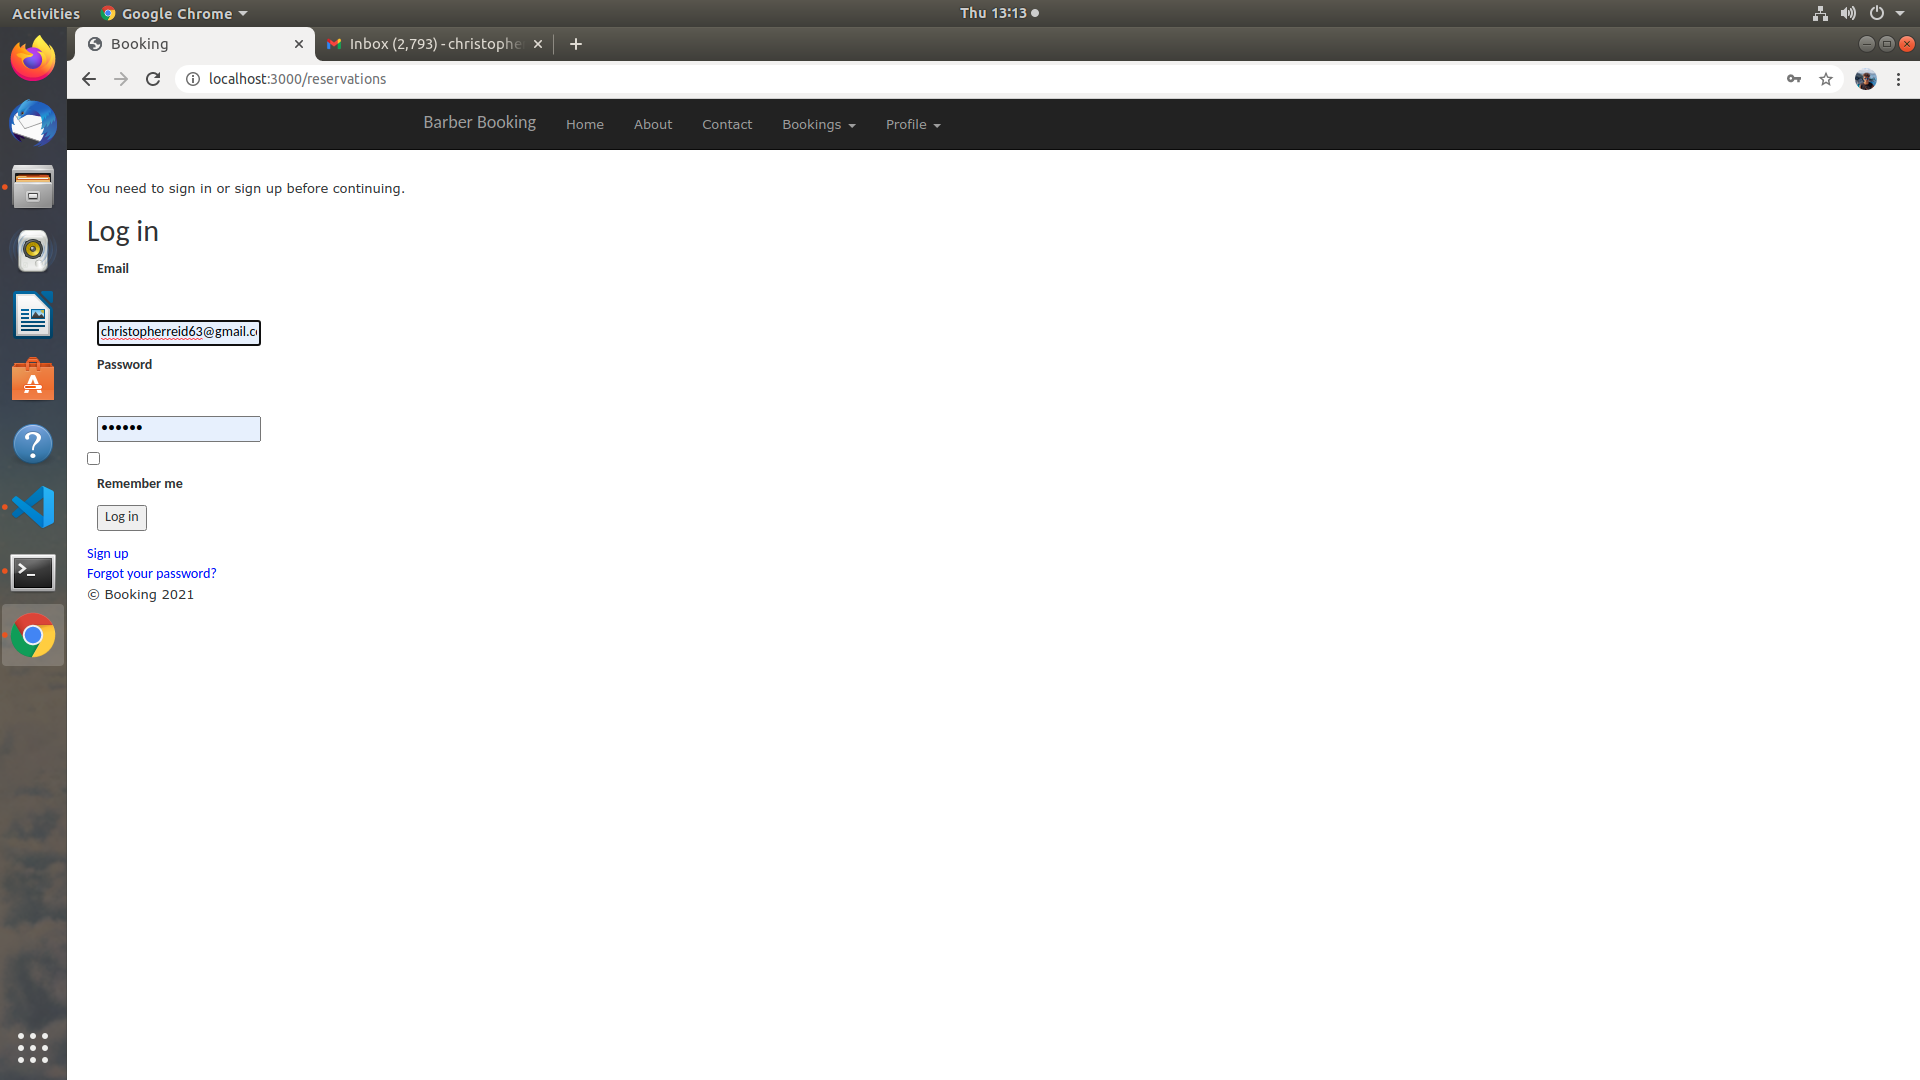 Activities Google Chrome Thu 13:13
Booking Inbox (2,793) - christophe
localhost:3000/reservations
Barber Booking Home About Contact Bookings Profile
You need to sign in or sign up before continuing.
Log in
Email
christopherreid63@gmail.c
Password
••••••
Remember me
Log in
Sign up
Forgot your password?
© Booking 2021